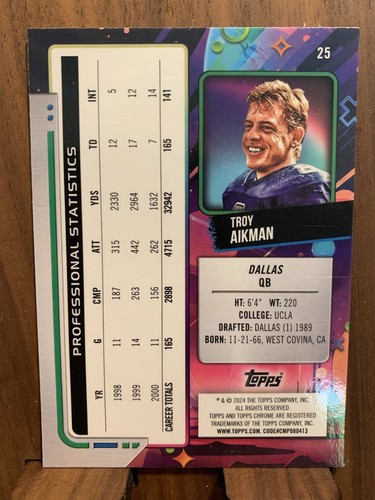 25
TROY
AIKMAN
DALLAS
QB
HT: 6'4" WT: 220
COLLEGE: UCLA
DRAFTED: DALLAS (1) 1989
BORN: 11-21-66, WEST COVINA, CA
TOPPS
® & © 2024 THE TOPPS COMPANY, INC.
ALL RIGHTS RESERVED.
TOPPS AND TOPPS CHROME ARE REGISTERED
TRADEMARKS OF THE TOPPS COMPANY, INC.
WWW.TOPPS.COM. CODE#CMP080413
PROFESSIONAL STATISTICS
YR G CMP ATT YDS TD INT
1998 11 187 315 2330 12 5
1999 14 263 442 2964 17 12
2000 11 156 262 1632 7 14
CAREER TOTALS 165 2898 4715 32942 165 141